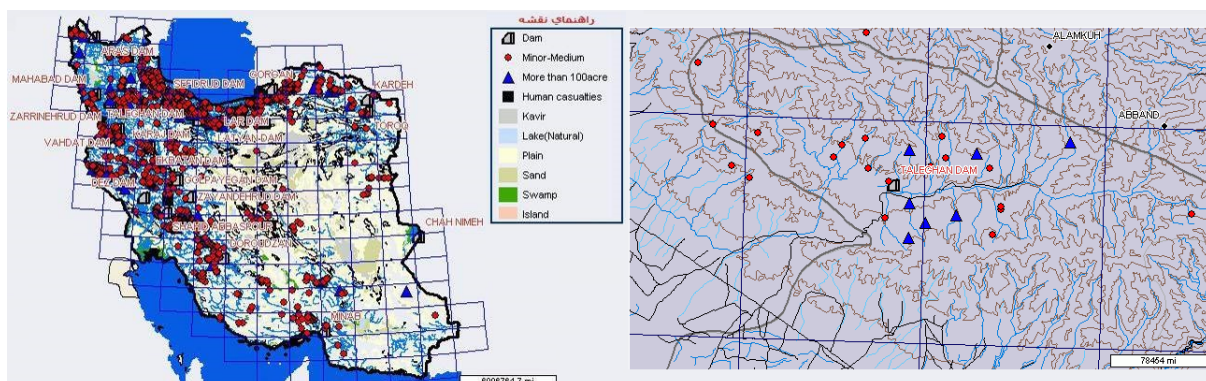 ARAS DAM
MAHABAD DAM
SEFIDRUD DAM
GORGAN
KARDEH
ZARRINEHRUD DAM
TALEGHAN DAM
LAR DAM
TOROQ
VAHDAT DAM
KARAJ DAM
LATYAN DAM
EKBATAN DAM
DEZ DAM
GOLPAYEGAN DAM
ZAYANDEHRUD DAM
CHAH NIMEH
SHAHID ABBASPOUR
DOROUDZAN
MINAB
راهنمای نقشه
Dam
Minor-Medium
More than 100acre
Human casualties
Kavir
Lake(Natural)
Plain
Sand
Swamp
Island
ALAMKUH
ABBAND
TALEGHAN DAM
78454 mi